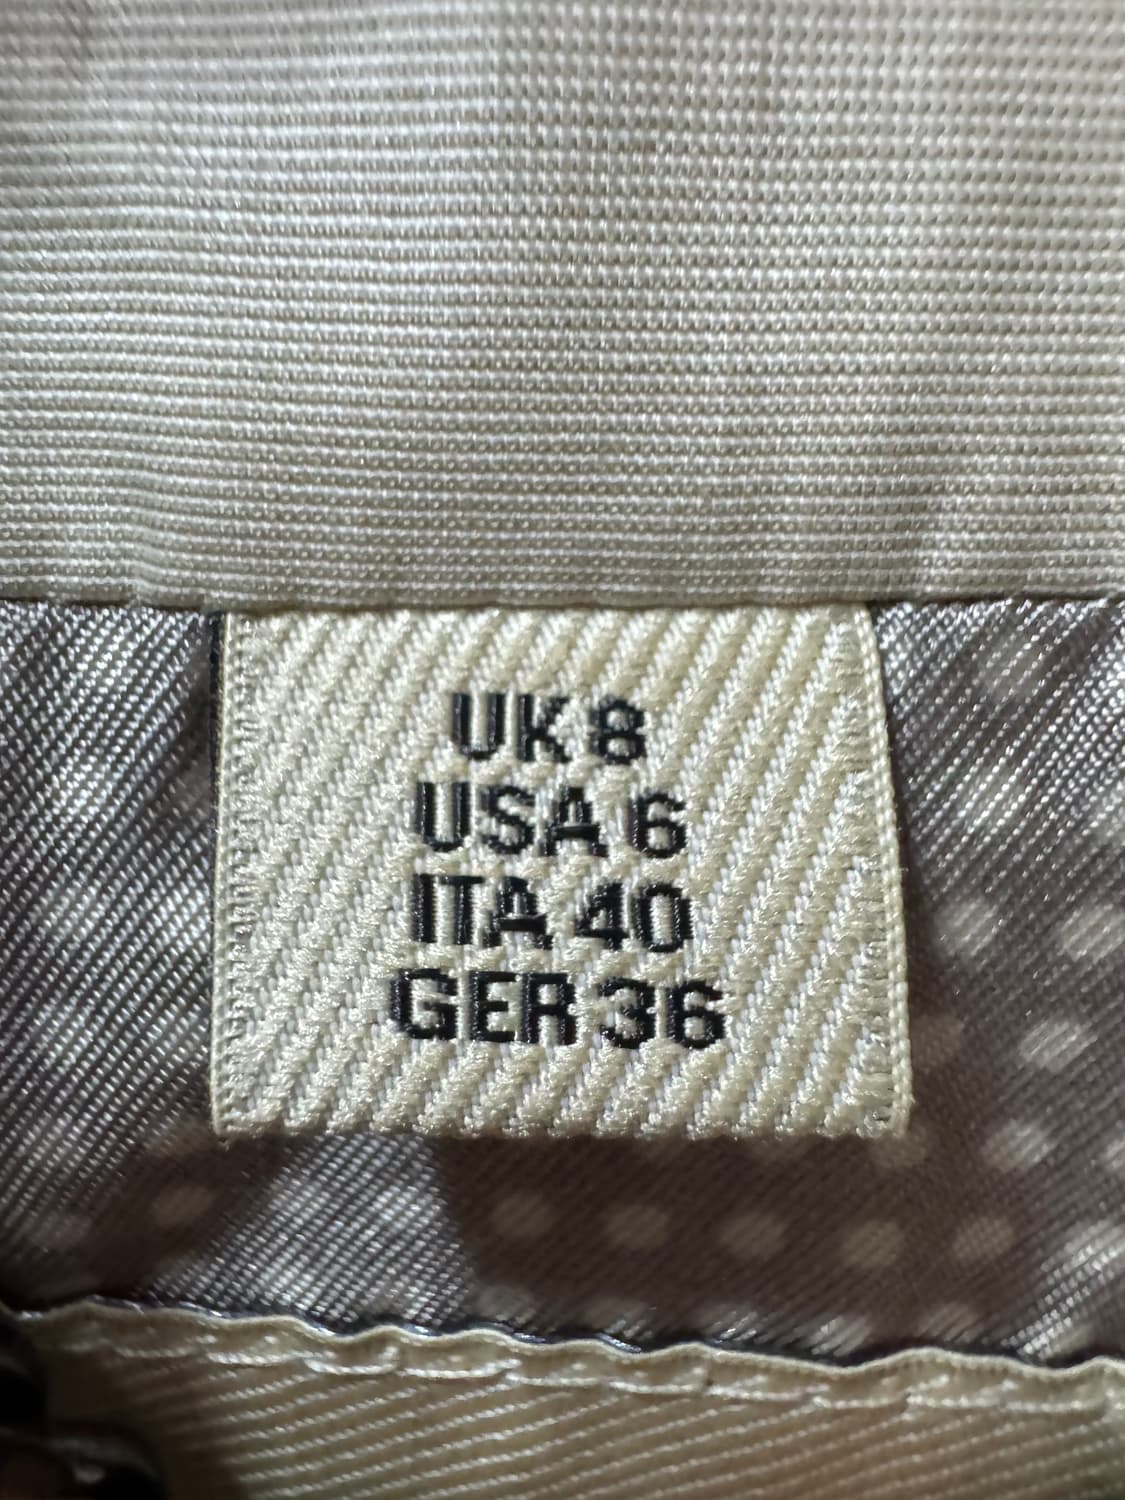 UK 8
USA 6
ITA 40
GER 36